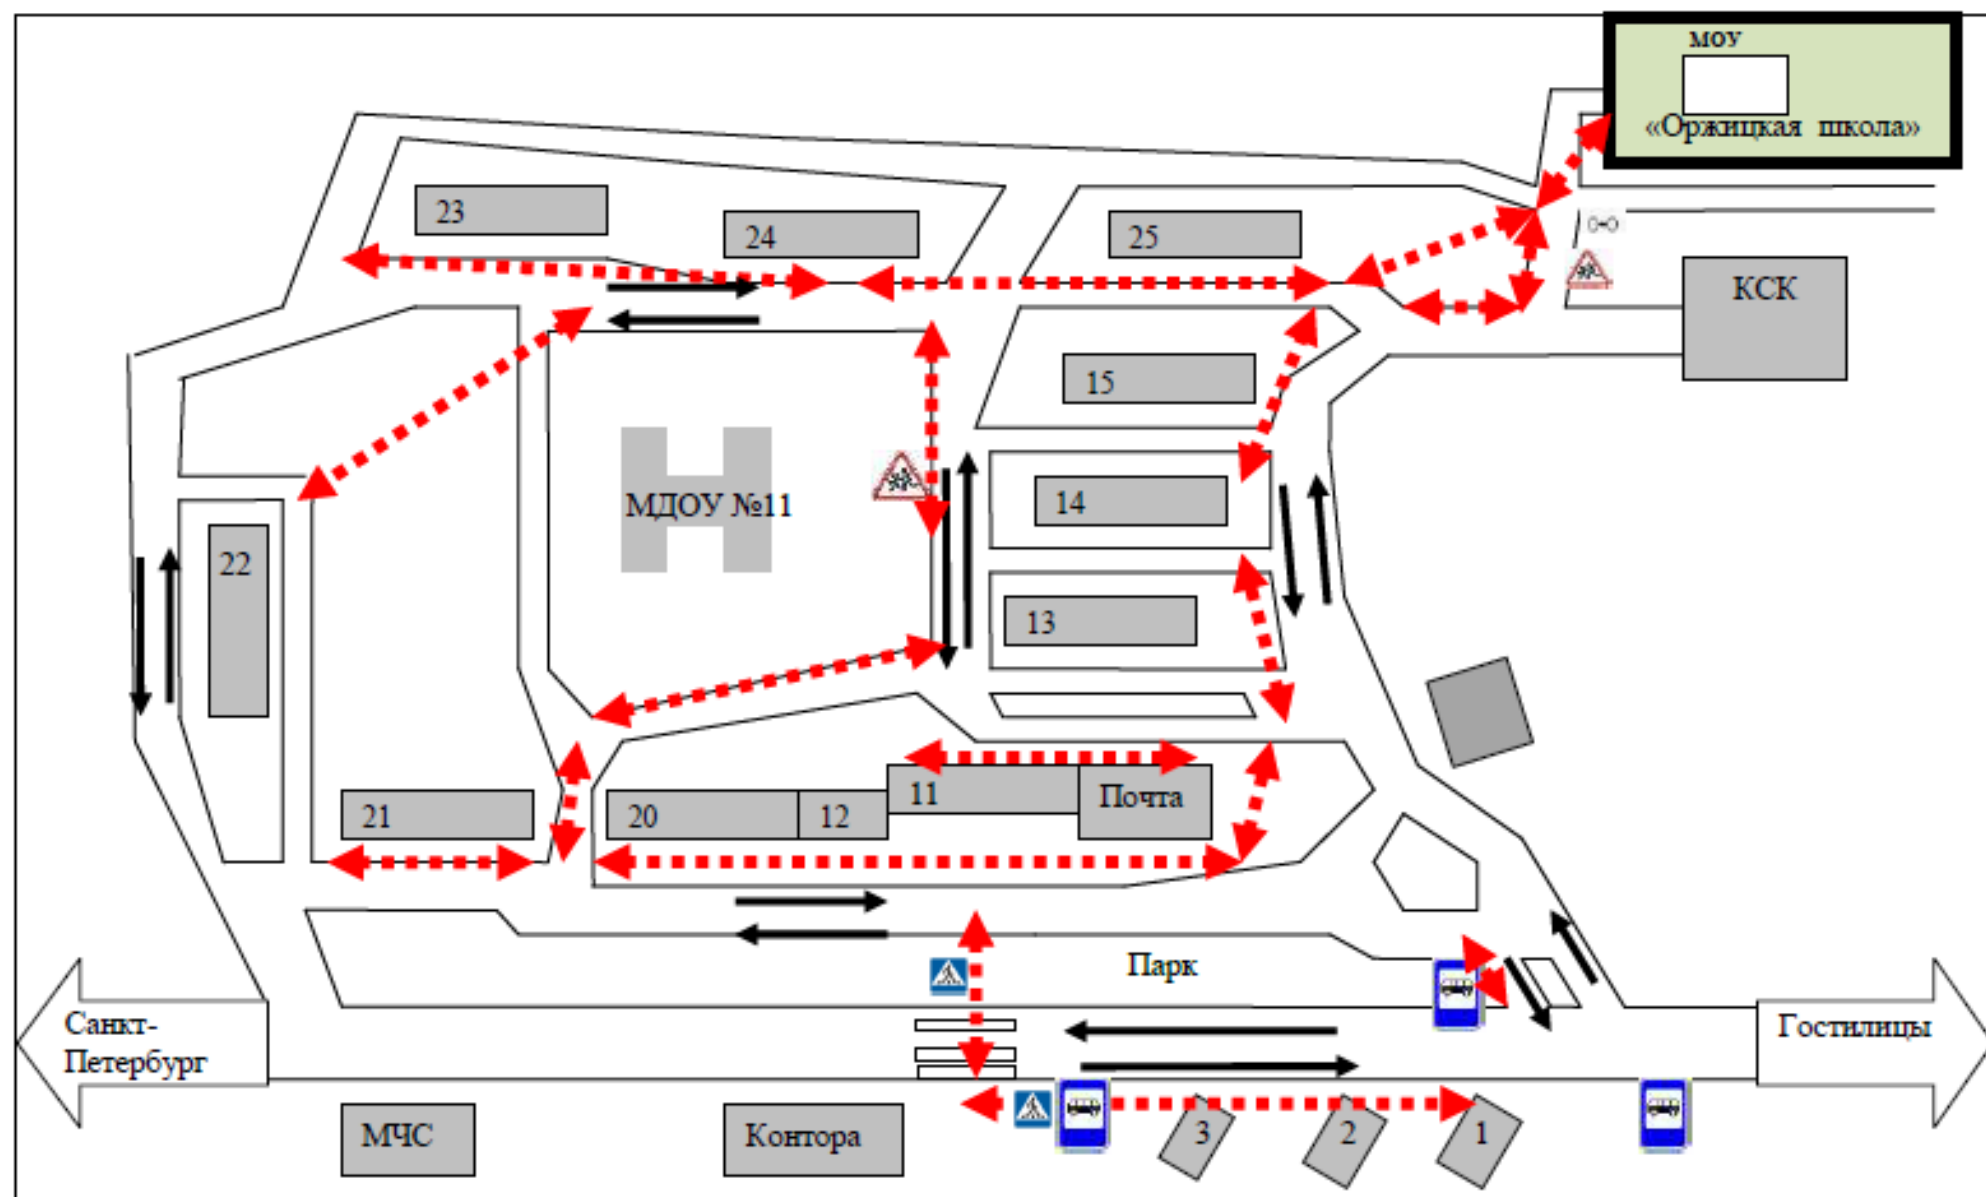 МОУ
«Оржицкая школа»
23
24
25
КСК
15
14
МДОУ №11
22
13
21
20
12
11
Почта
Парк
Санкт-
Петербург
Гостилицы
МЧС
Контора
3
2
1